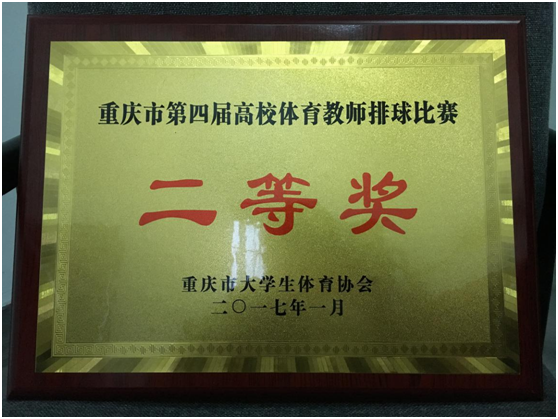 重庆市第四届高校体育教师排球比赛
二等奖
重庆市大学生体育协会
二〇一七年一月